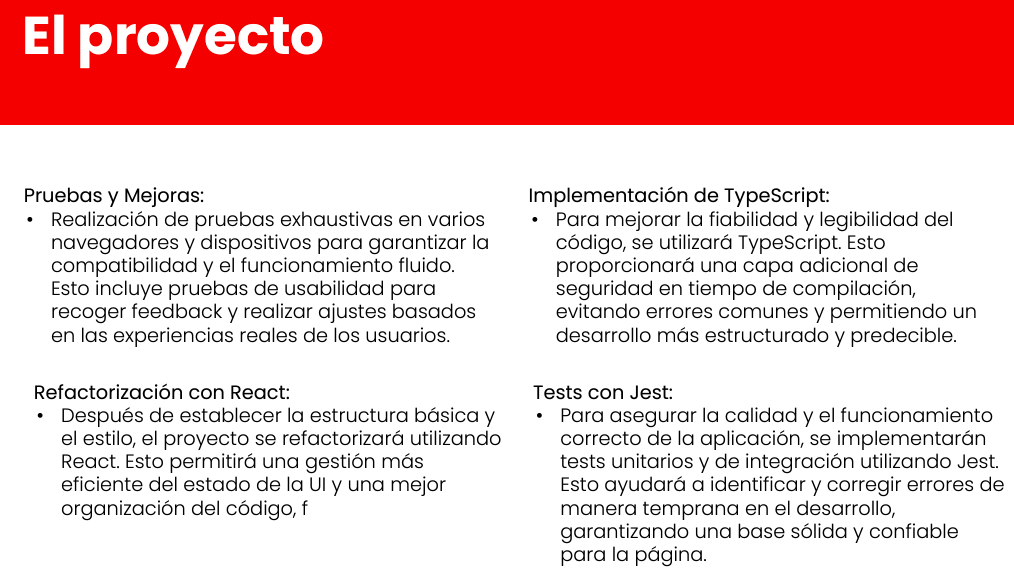 El proyecto
Pruebas y Mejoras:
• Realización de pruebas exhaustivas en varios
navegadores y dispositivos para garantizar la
compatibilidad y el funcionamiento fluido.
Esto incluye pruebas de usabilidad para
recoger feedback y realizar ajustes basados
en las experiencias reales de los usuarios.
Implementación de TypeScript:
• Para mejorar la fiabilidad y legibilidad del
código, se utilizará TypeScript. Esto
proporcionará una capa adicional de
seguridad en tiempo de compilación,
evitando errores comunes y permitiendo un
desarrollo más estructurado y predecible.
Refactorización con React:
• Después de establecer la estructura básica y
el estilo, el proyecto se refactorizará utilizando
React. Esto permitirá una gestión más
eficiente del estado de la UI y una mejor
organización del código, f
Tests con Jest:
• Para asegurar la calidad y el funcionamiento
correcto de la aplicación, se implementarán
tests unitarios y de integración utilizando Jest.
Esto ayudará a identificar y corregir errores de
manera temprana en el desarrollo,
garantizando una base sólida y confiable
para la página.